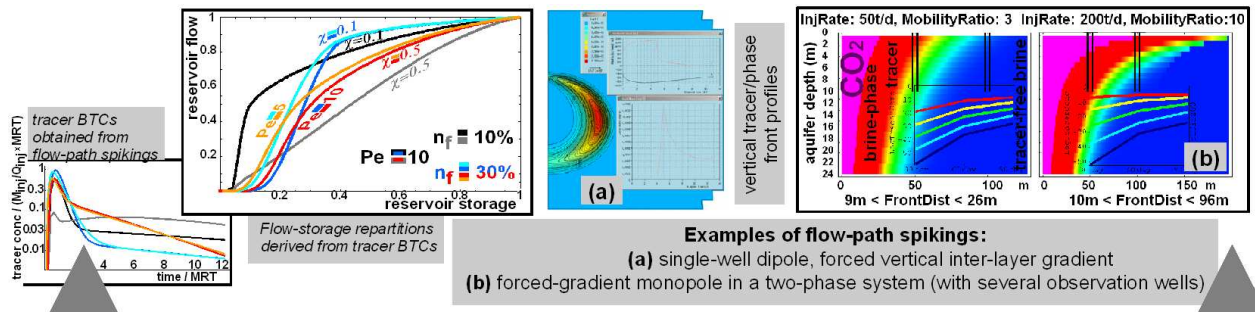 tracer BTCs
obtained from
flow-path spikings
tracer conc / (Minj/Qinj×MRT)
1
0.3
0.1
0.03
0.01
2
4
6
8
10
12
time / MRT
reservoir flow
1
0.8
0.6
0.4
0.2
χ=0.1
χ=0.1
χ=0.5
χ=0.5
Pe=5
Pe=10
nf
10%
Pe
10
nf
30%
0.2
0.4
0.6
0.8
1
reservoir storage
Flow-storage repartitions
derived from tracer BTCs
(a)
vertical tracer/phase
front profiles
InjRate: 50t/d, MobilityRatio: 3
InjRate: 200t/d, MobilityRatio:10
aquifer depth (m)
0
2
4
6
8
10
12
14
16
18
20
22
24
CO2
brine-phase
tracer
tracer-free brine
(b)
0
50
100
m
0
50
100
150
m
9m < FrontDist < 26m
10m < FrontDist < 96m
Examples of flow-path spikings:
(a) single-well dipole, forced vertical inter-layer gradient
(b) forced-gradient monopole in a two-phase system (with several observation wells)